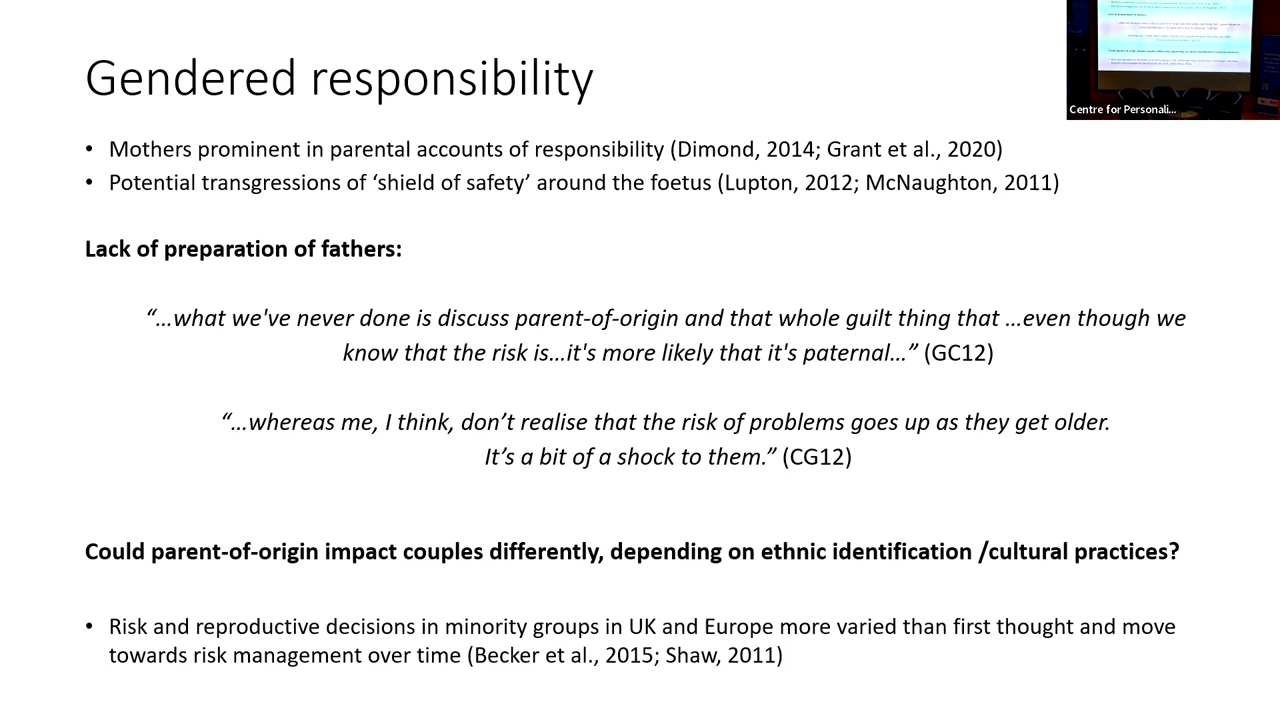 Gendered responsibility
• Mothers prominent in parental accounts of responsibility (Dimond, 2014; Grant et al., 2020)
• Potential transgressions of ‘shield of safety’ around the foetus (Lupton, 2012; McNaughton, 2011)
Lack of preparation of fathers:
“…what we've never done is discuss parent-of-origin and that whole guilt thing that …even though we
know that the risk is…it's more likely that it's paternal…” (GC12)
“…whereas me, I think, don’t realise that the risk of problems goes up as they get older.
It’s a bit of a shock to them.” (CG12)
Could parent-of-origin impact couples differently, depending on ethnic identification /cultural practices?
• Risk and reproductive decisions in minority groups in UK and Europe more varied than first thought and move
towards risk management over time (Becker et al., 2015; Shaw, 2011)
Centre for Personali...